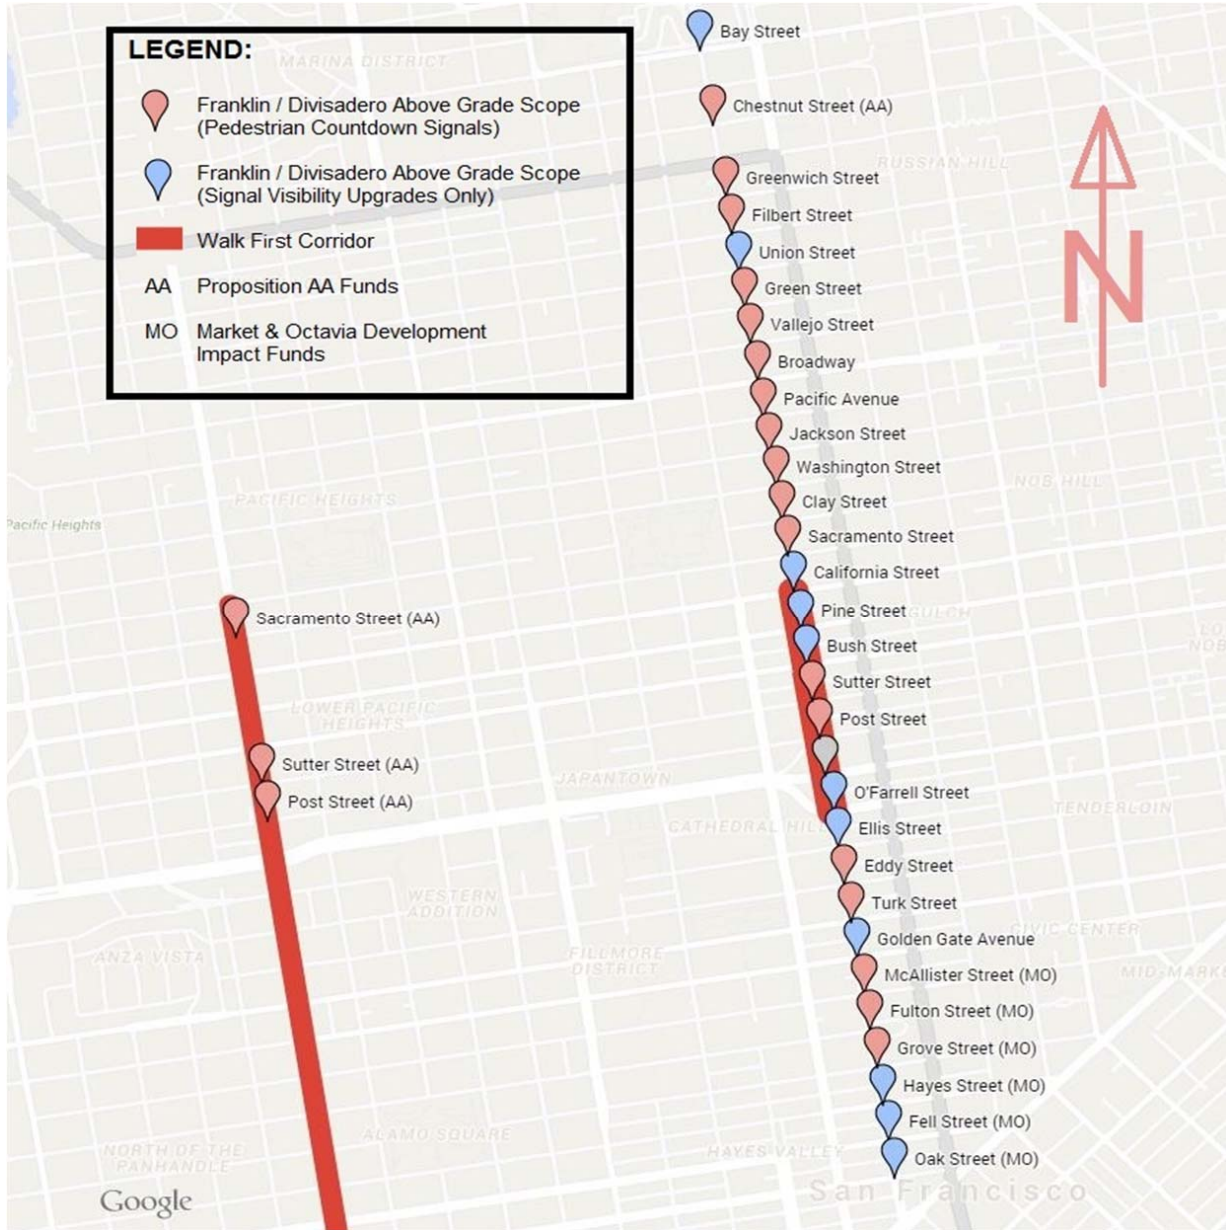 LEGEND:
Franklin / Divisadero Above Grade Scope
(Pedestrian Countdown Signals)
Franklin / Divisadero Above Grade Scope
(Signal Visibility Upgrades Only)
Walk First Corridor
AA Proposition AA Funds
MO Market & Octavia Development
Impact Funds
MARINA DISTRICT
Bay Street
Chestnut Street (AA)
RUSSIAN HILL
Greenwich Street
Filbert Street
Union Street
Green Street
Vallejo Street
Broadway
Pacific Avenue
Jackson Street
Washington Street
Clay Street
Sacramento Street
California Street
Pine Street
GULCH
Bush Street
Sutter Street
Post Street
O'Farrell Street
Ellis Street
Eddy Street
Turk Street
Golden Gate Avenue
McAllister Street (MO)
Fulton Street (MO)
Grove Street (MO)
Hayes Street (MO)
Fell Street (MO)
Oak Street (MO)
N
NOB HILL
PACIFIC HEIGHTS
Pacific Heights
Sacramento Street (AA)
LOWER PACIFIC
HEIGHTS
Sutter Street (AA)
Post Street (AA)
JAPANTOWN
CATHEDRAL HILL
TENDERLOIN
WESTERN
ADDITION
ANZA VISTA
FILLMORE
DISTRICT
CIVIC CENTER
ALAMO SQUARE
NORTH OF THE
PANHANDLE
HAYES VALLEY
San Francisco
Google